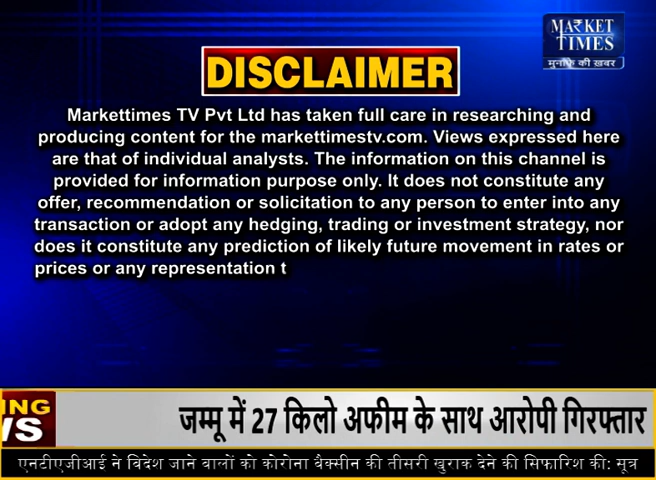 MARKET
TIMES
मुनाफे की ख़बर
DISCLAIMER
Markettimes TV Pvt Ltd has taken full care in researching and
producing content for the markettimestv.com. Views expressed here
are that of individual analysts. The information on this channel is
provided for information purpose only. It does not constitute any
offer, recommendation or solicitation to any person to enter into any
transaction or adopt any hedging, trading or investment strategy, nor
does it constitute any prediction of likely future movement in rates or
prices or any representation t
ING
WS
जम्मू में 27 किलो अफीम के साथ आरोपी गिरफ्तार
एनटीएजीआई ने विदेश जाने वालों को कोरोना वैक्सीन की तीसरी खुराक देने की सिफारिश की: सूत्र